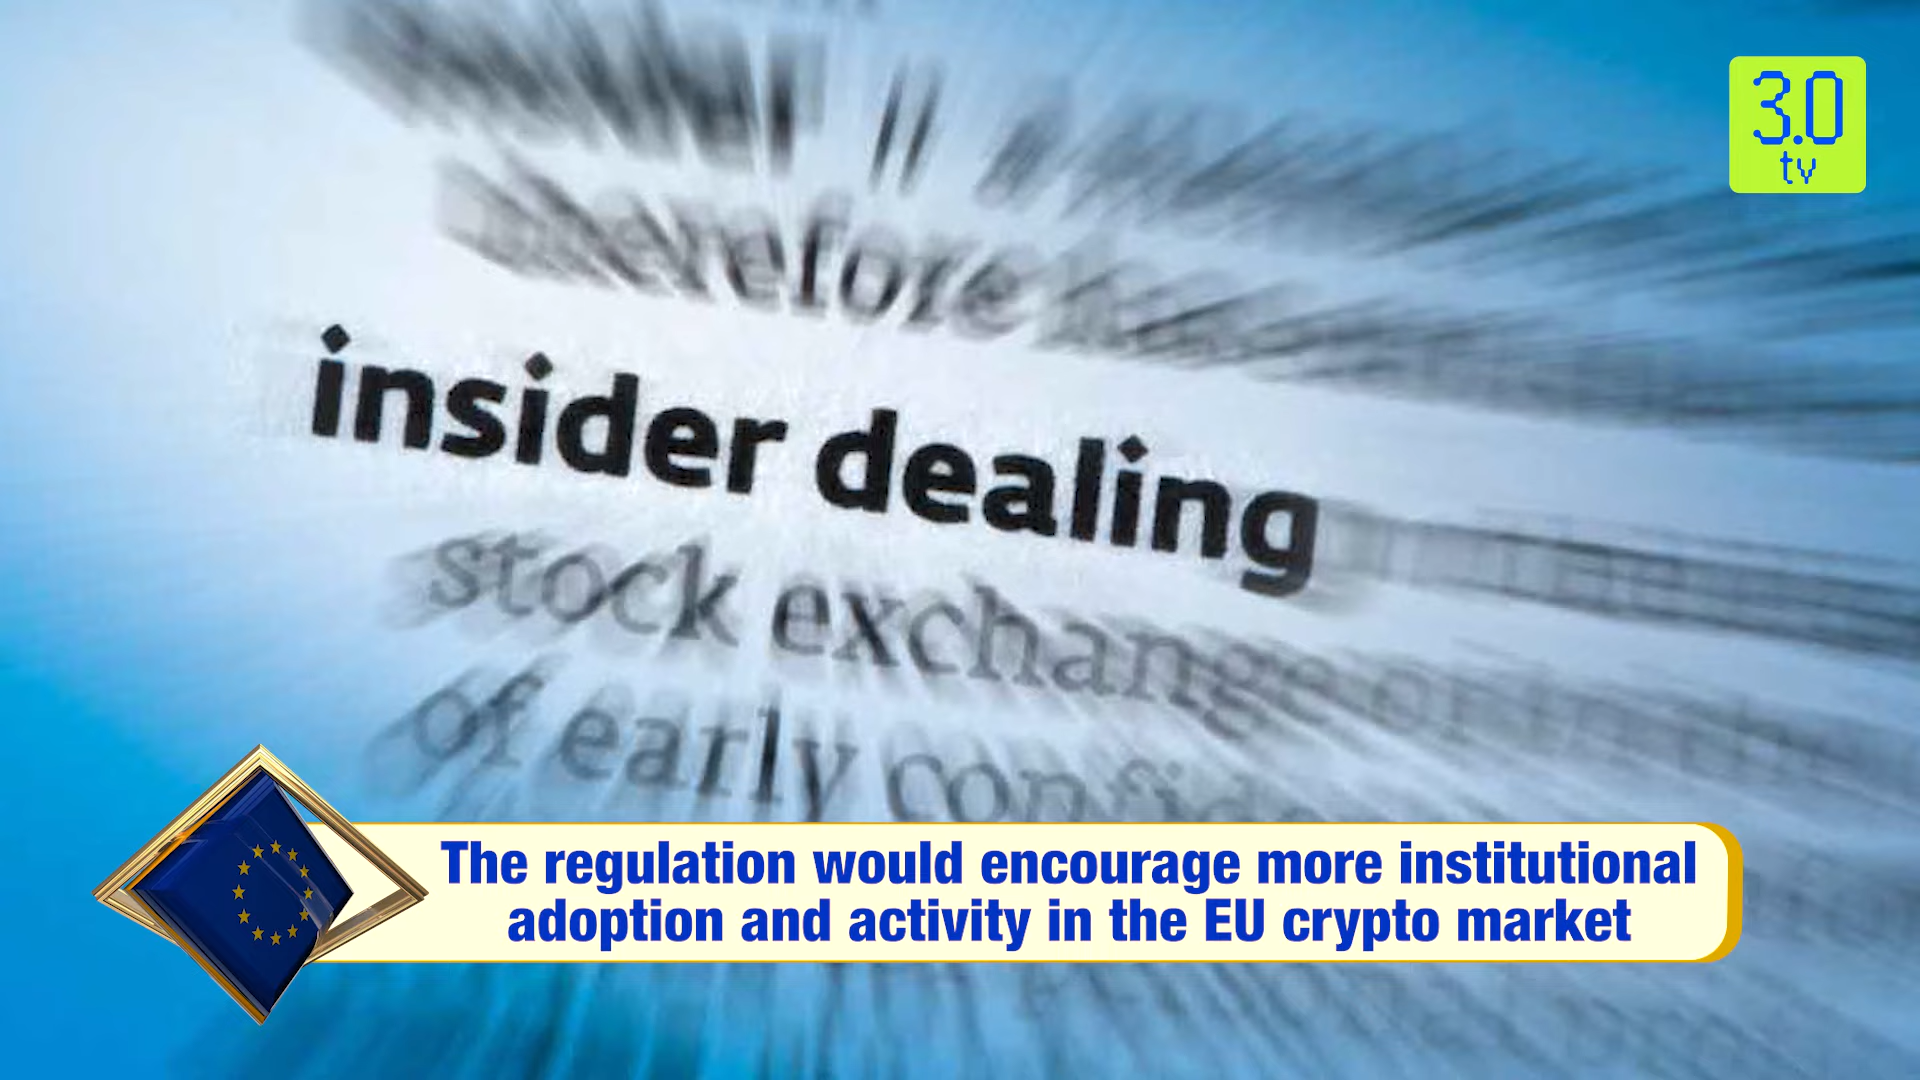 3.0
tv
therefore
insider dealing
stock exchange
of early
The regulation would encourage more institutional
adoption and activity in the EU crypto market